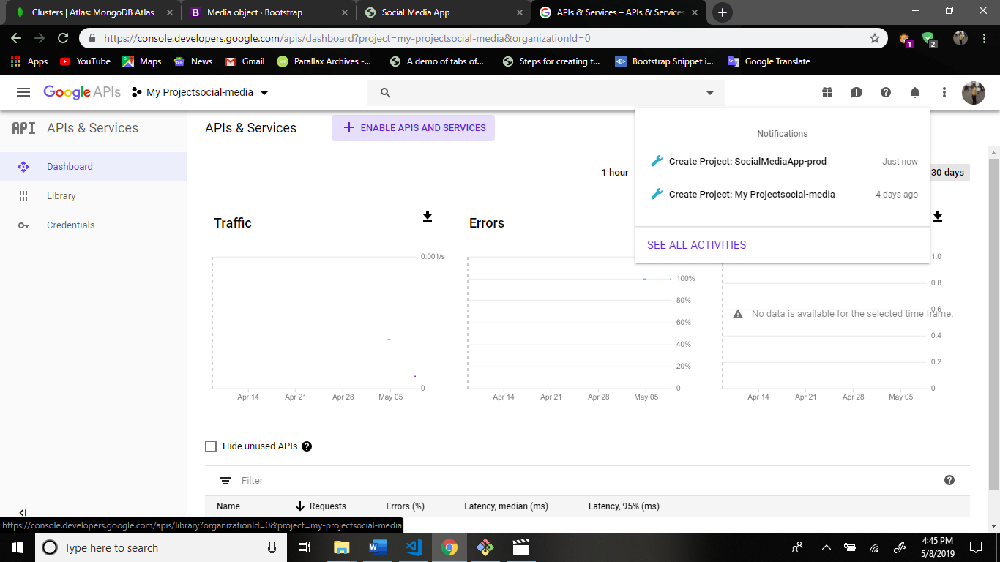 Clusters | Atlas: MongoDB Atlas
Media object · Bootstrap
Social Media App
APIs & Services – APIs & Services
https://console.developers.google.com/apis/dashboard?project=my-projectsocial-media&organizationId=0
1
2
Apps
YouTube
Maps
News
Gmail
Parallax Archives -...
A demo of tabs of...
Steps for creating t...
Bootstrap Snippet i...
Google Translate
Google APIs
My Projectsocial-media
API
APIs & Services
APIs & Services
ENABLE APIS AND SERVICES
Notifications
Create Project: SocialMediaApp-prod
Just now
Create Project: My Projectsocial-media
4 days ago
SEE ALL ACTIVITIES
Dashboard
Library
Credentials
1 hour
30 days
Traffic
0.001/s
0
Apr 14
Apr 21
Apr 28
May 05
Errors
100%
80%
60%
40%
20%
0
Apr 14
Apr 21
Apr 28
May 05
1.0
0.8
0.6
No data is available for the selected time frame.
0.4
0.2
0
Apr 14
Apr 21
Apr 28
May 05
Hide unused APIs
Filter
Name
Requests
Errors (%)
Latency, median (ms)
Latency, 95% (ms)
https://console.developers.google.com/apis/library?organizationId=0&project=my-projectsocial-media
Type here to search
4:45 PM
5/8/2019